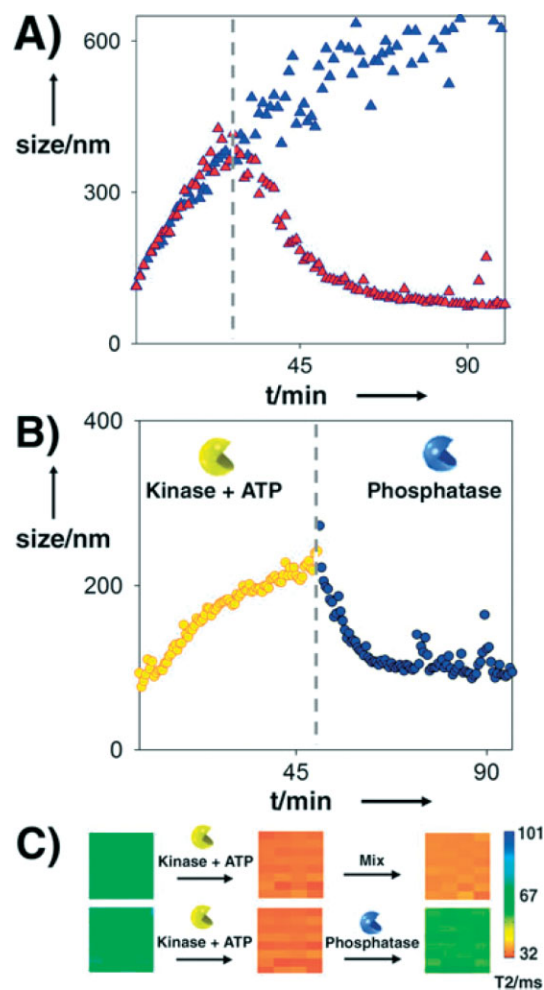 A)
600
size/nm
300
0
45
90
t/min
B)
400
Kinase + ATP
Phosphatase
size/nm
200
0
45
90
t/min
C)
Kinase + ATP
Mix
101
67
Kinase + ATP
Phosphatase
32
T2/ms